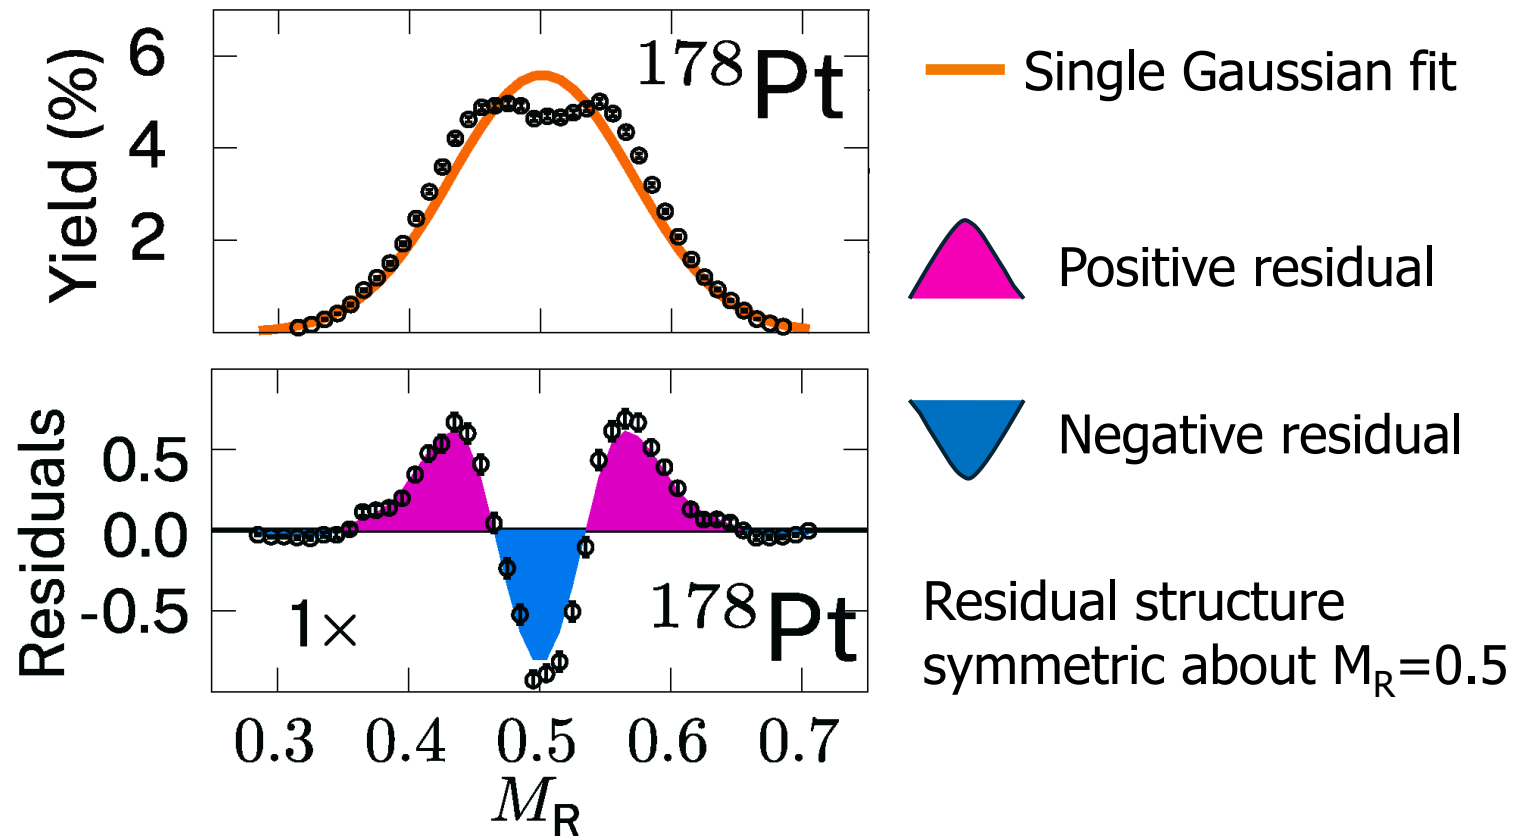 Yield (%)
6
4
2
178Pt
Single Gaussian fit
Positive residual
Residuals
0.5
0.0
-0.5
1×
178Pt
Negative residual
Residual structure
symmetric about MR=0.5
0.3 0.4 0.5 0.6 0.7
MR